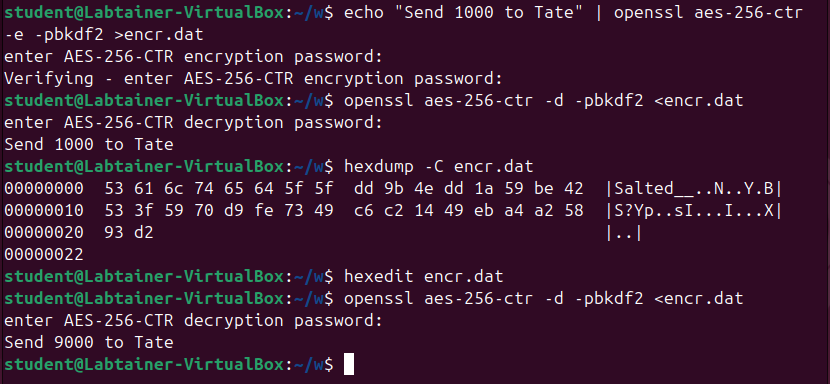 student@Labtainer-VirtualBox:~/w$ echo "Send 1000 to Tate" | openssl aes-256-ctr
-e -pbkdf2 >encr.dat
enter AES-256-CTR encryption password:
Verifying - enter AES-256-CTR encryption password:
student@Labtainer-VirtualBox:~/w$ openssl aes-256-ctr -d -pbkdf2 <encr.dat
enter AES-256-CTR decryption password:
Send 1000 to Tate
student@Labtainer-VirtualBox:~/w$ hexdump -C encr.dat
00000000  53 61 6c 74 65 64 5f 5f  dd 9b 4e dd 1a 59 be 42  |Salted__..N..Y.B|
00000010  53 3f 59 70 d9 fe 73 49  c6 c2 14 49 eb a4 a2 58  |S?Yp..sI...I...X|
00000020  93 d2                                             |..|
00000022
student@Labtainer-VirtualBox:~/w$ hexedit encr.dat
student@Labtainer-VirtualBox:~/w$ openssl aes-256-ctr -d -pbkdf2 <encr.dat
enter AES-256-CTR decryption password:
Send 9000 to Tate
student@Labtainer-VirtualBox:~/w$